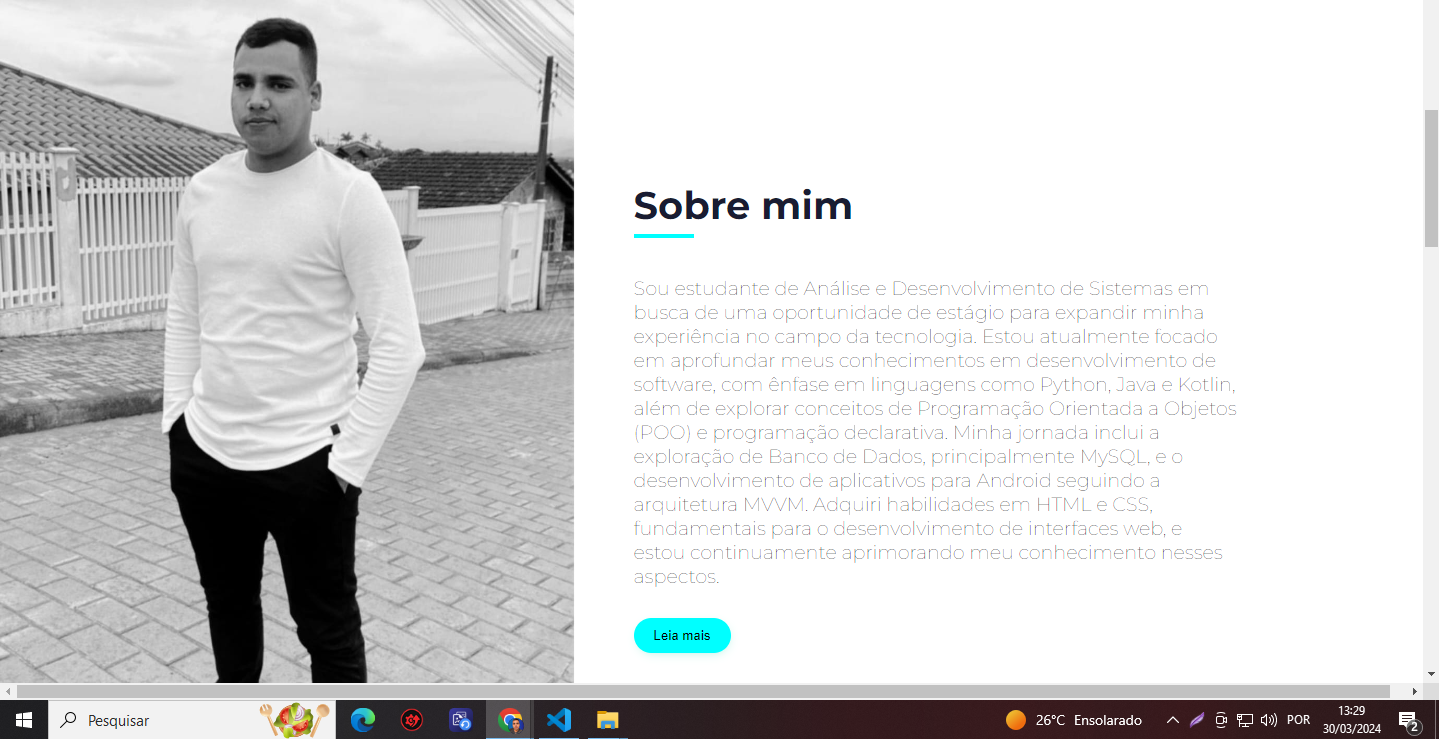 Sobre mim
Sou estudante de Análise e Desenvolvimento de Sistemas em
busca de uma oportunidade de estágio para expandir minha
experiência no campo da tecnologia. Estou atualmente focado
em aprofundar meus conhecimentos em desenvolvimento de
software, com ênfase em linguagens como Python, Java e Kotlin,
além de explorar conceitos de Programação Orientada a Objetos
(POO) e programação declarativa. Minha jornada inclui a
exploração de Banco de Dados, principalmente MySQL, e o
desenvolvimento de aplicativos para Android seguindo a
arquitetura MVVM. Adquiri habilidades em HTML e CSS,
fundamentais para o desenvolvimento de interfaces web, e
estou continuamente aprimorando meu conhecimento nesses
aspectos.
Leia mais
Pesquisar
26°C Ensolarado
POR
13:29
30/03/2024
2